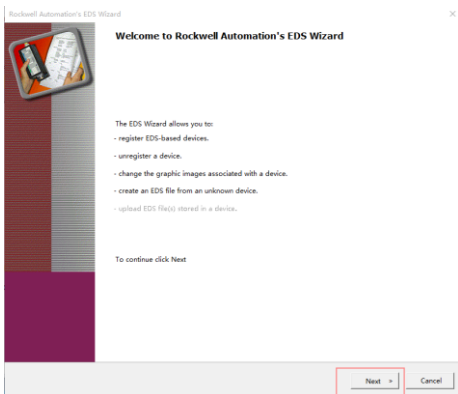 Rockwell Automation's EDS Wizard
Welcome to Rockwell Automation's EDS Wizard
The EDS Wizard allows you to:
- register EDS-based devices.
- unregister a device.
- change the graphic images associated with a device.
- create an EDS file from an unknown device.
- upload EDS file(s) stored in a device.
To continue click Next
Next >
Cancel